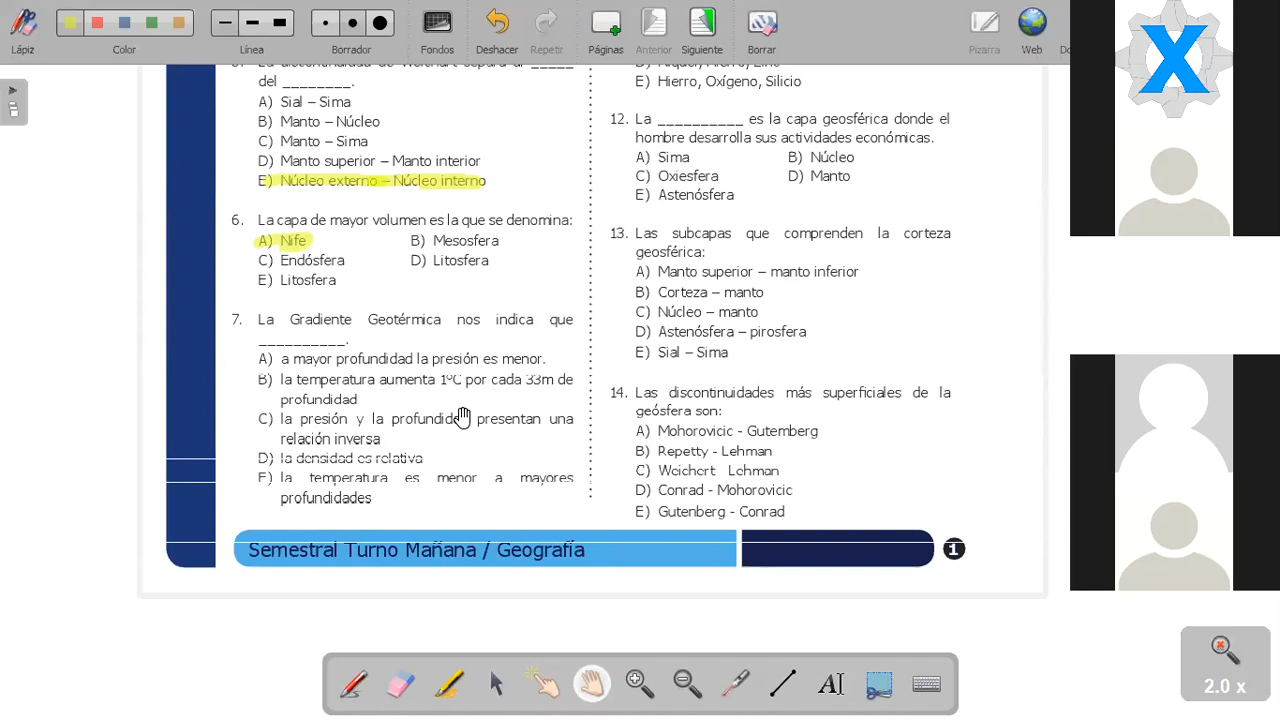 Lápiz
Color
Línea
Borrador
Fondos
Deshacer
Repetir
Páginas
Anterior
Siguiente
Borrar
Pizarra
Web
del ________.
A) Sial – Sima
B) Manto – Núcleo
C) Manto – Sima
D) Manto superior – Manto interior
E) Núcleo externo – Núcleo interno
6. La capa de mayor volumen es la que se denomina:
A) Nife B) Mesosfera
C) Endósfera D) Litosfera
E) Litosfera
7. La Gradiente Geotérmica nos indica que
__________.
A) a mayor profundidad la presión es menor.
B) la temperatura aumenta 1ºC por cada 33m de
profundidad
C) la presión y la profundidad presentan una
relación inversa
D) la densidad es relativa
E) la temperatura es menor a mayores
profundidades
E) Hierro, Oxígeno, Silicio
12. La __________ es la capa geosférica donde el
hombre desarrolla sus actividades económicas.
A) Sima B) Núcleo
C) Oxiesfera D) Manto
E) Astenósfera
13. Las subcapas que comprenden la corteza
geosférica:
A) Manto superior – manto inferior
B) Corteza – manto
C) Núcleo – manto
D) Astenósfera – pirosfera
E) Sial – Sima
14. Las discontinuidades más superficiales de la
geósfera son:
A) Mohorovicic - Gutemberg
B) Repetty - Lehman
C) Weichert Lehman
D) Conrad - Mohorovicic
E) Gutenberg - Conrad
Semestral Turno Mañana / Geografía
1
X
2.0 x